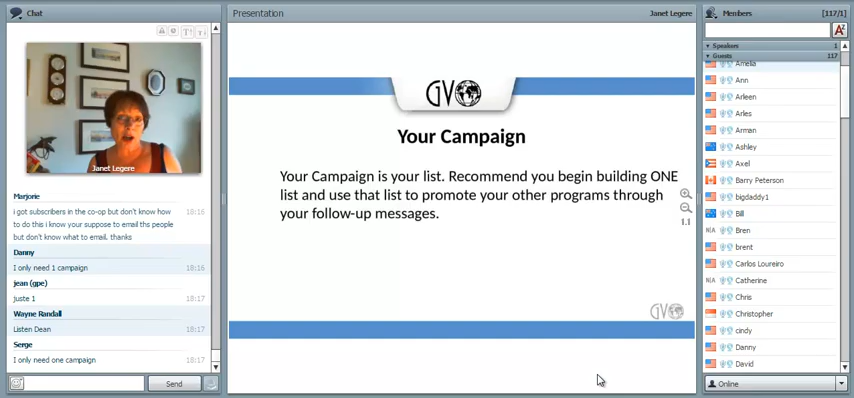 Chat
Janet Legere
Marjorie
i got subscribers in the co-op but don't know how
to do this i know your suppose to email ths people
but don't know what to email. thanks
18:16
Danny
I only need 1 campaign 18:16
jean (gpe)
juste 1 18:17
Wayne Randall
Listen Dean 18:17
Serge
I only need one campaign 18:17
Send
Presentation Janet Legere
GVO
Your Campaign
Your Campaign is your list. Recommend you begin building ONE
list and use that list to promote your other programs through
your follow-up messages.
1.1
GVO
Members [117/1]
Speakers 1
Guests 117
Amelia
Ann
Arleen
Arles
Arman
Ashley
Axel
Barry Peterson
bigdaddy1
Bill
N/A Bren
brent
Carlos Loureiro
N/A Catherine
Chris
Christopher
cindy
Danny
David
Online